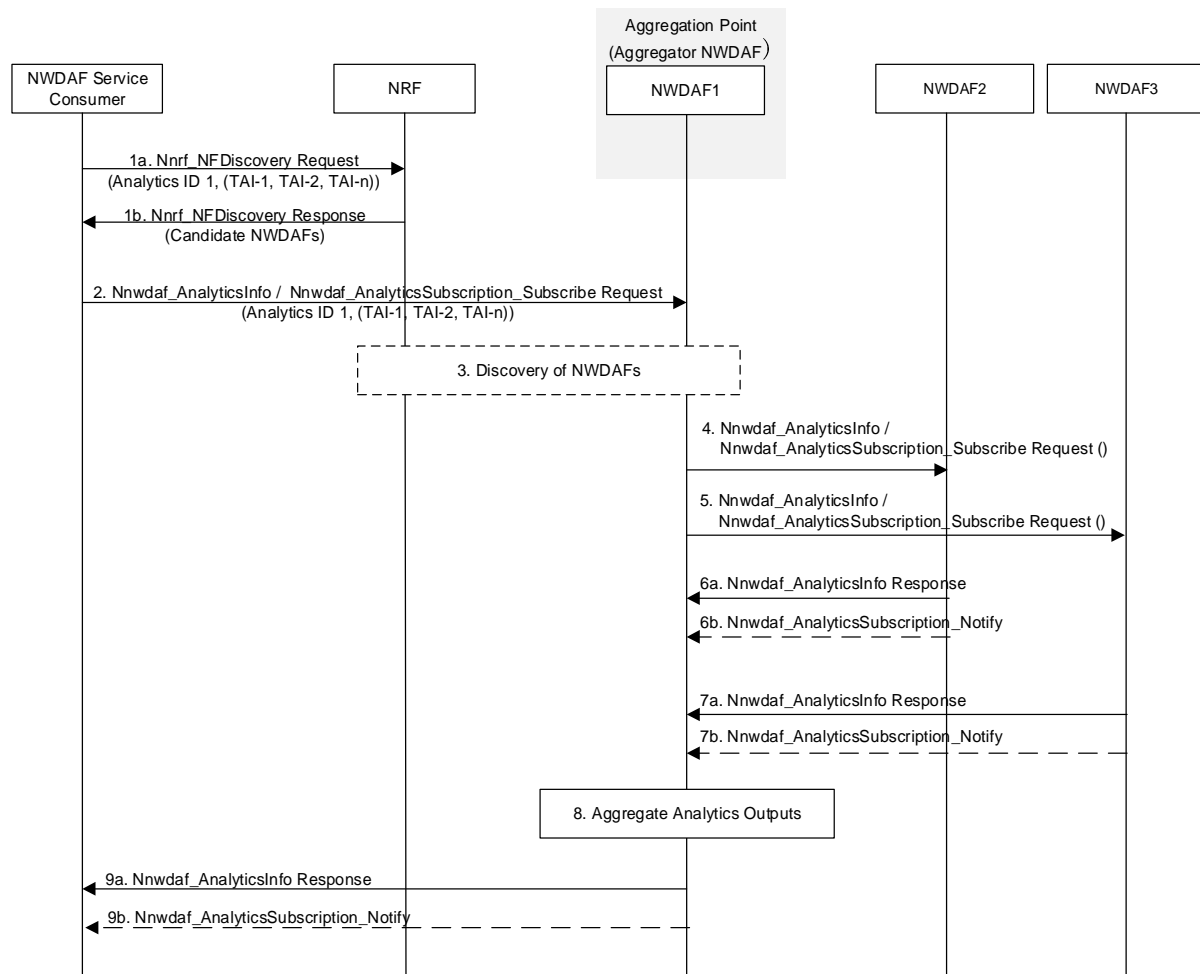 Aggregation Point
(Aggregator NWDAF)
NWDAF Service
Consumer
NRF
NWDAF1
NWDAF2
NWDAF3
1a. Nnrf_NFDiscovery Request
(Analytics ID 1, (TAI-1, TAI-2, TAI-n))
1b. Nnrf_NFDiscovery Response
(Candidate NWDAFs)
2. Nnwdaf_AnalyticsInfo / Nnwdaf_AnalyticsSubscription_Subscribe Request
(Analytics ID 1, (TAI-1, TAI-2, TAI-n))
3. Discovery of NWDAFs
4. Nnwdaf_AnalyticsInfo /
Nnwdaf_AnalyticsSubscription_Subscribe Request ()
5. Nnwdaf_AnalyticsInfo /
Nnwdaf_AnalyticsSubscription_Subscribe Request ()
6a. Nnwdaf_AnalyticsInfo Response
6b. Nnwdaf_AnalyticsSubscription_Notify
7a. Nnwdaf_AnalyticsInfo Response
7b. Nnwdaf_AnalyticsSubscription_Notify
8. Aggregate Analytics Outputs
9a. Nnwdaf_AnalyticsInfo Response
9b. Nnwdaf_AnalyticsSubscription_Notify